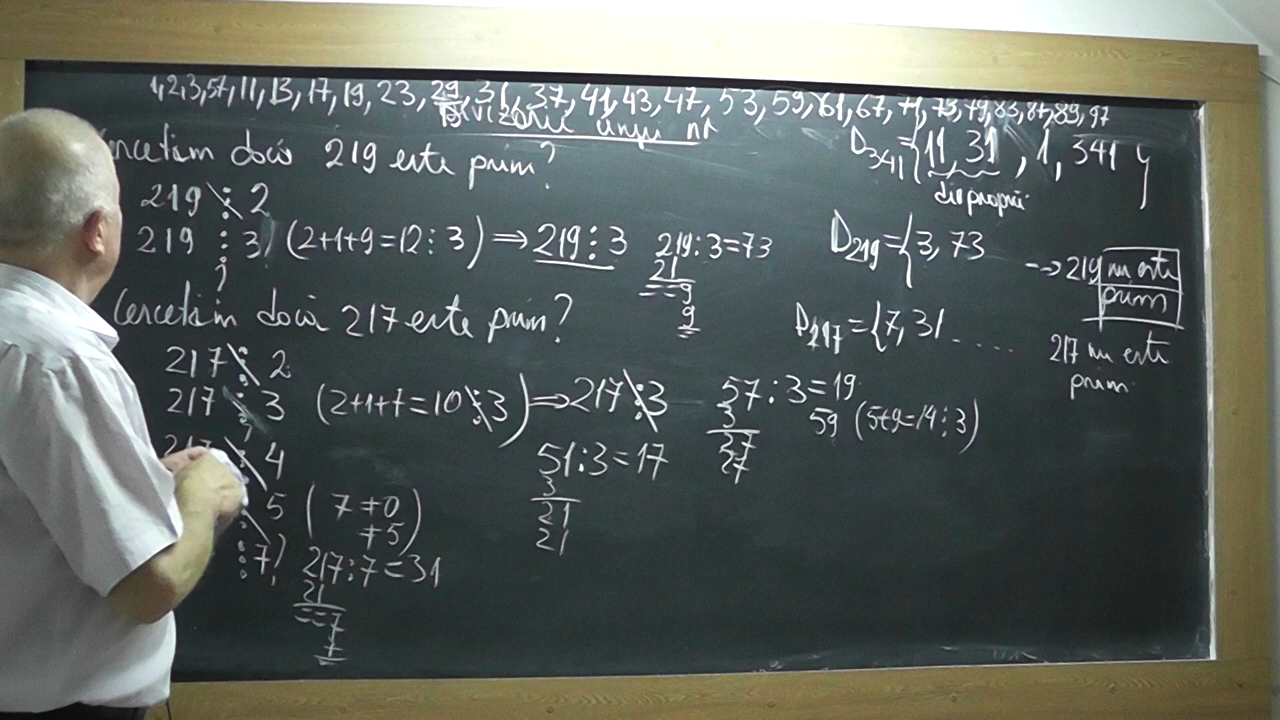 1,2,3,57,11,13,17,19,23,29,31,37,41,43,47,53,59,61,67,71,73,79,83,87,89,97
Divizorii unui nr
D341={11,31,1,341}
div proprii
Cercetăm dacă 219 este prim?
219 ⋮ 2
219 ⋮ 3, (2+1+9=12⋮3) ⇒ 219⋮3
219:3=73
21
==9
9
D219={3,73
→219 nu este
prim
Cercetăm dacă 217 este prim?
D217={7,31.....
217 nu este
prim
217 ⋮ 2
217 ⋮ 3 (2+1+7=10⋮3)⇒217⋮3
217 ⋮ 4
⋮ 5 (7≠0
≠5)
⋮7? 217:7=31
21
==7
7
51:3=17
3
21
21
57:3=19
3
27
27
59 (5+9=14⋮3)